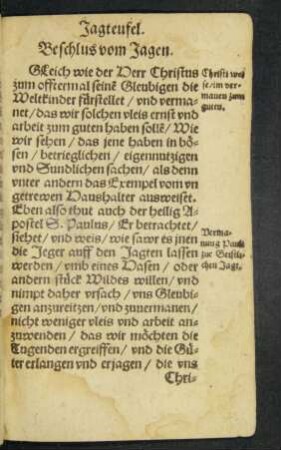 Jagteufel.
Beschlus vom Jagen.
GLeich wie der Herr Christus
zum offtermal seinē Gleubigen die
Weltkinder fürstellet / vnd verma-
net / das wir solchen vleis ernst vnd
arbeit zum guten haben sollē / Wie
wir sehen / das jene haben in bö-
sen / betrieglichen / eigennutzigen
vnd Sundlichen sachen / als denn
vnter andern das Exempel vom vn
getrewen Haushalter ausweiset.
Eben also thut auch der heilig A-
postel S. Paulus / Er betrachtet /
siehet / vnd weis / wie sawr es jnen
die Jeger auff den Jagten lassen
werden / vmb eines Hasen / oder
andern stück Wildes willen / vnd
nimpt daher vrsach / vns Gleubi-
gen anzureitzen / vnd zuuermanen /
nicht weniger vleis vnd arbeit an-
zuwenden / das wir möchten die
Tugenden ergreiffen / vnd die Gü-
ter erlangen vnd erjagen / die vns
Chri-
Christi wei
se / im ver-
manen zum
guten.
Verma-
nung Pauli
zur Geistli-
chen Jagt.